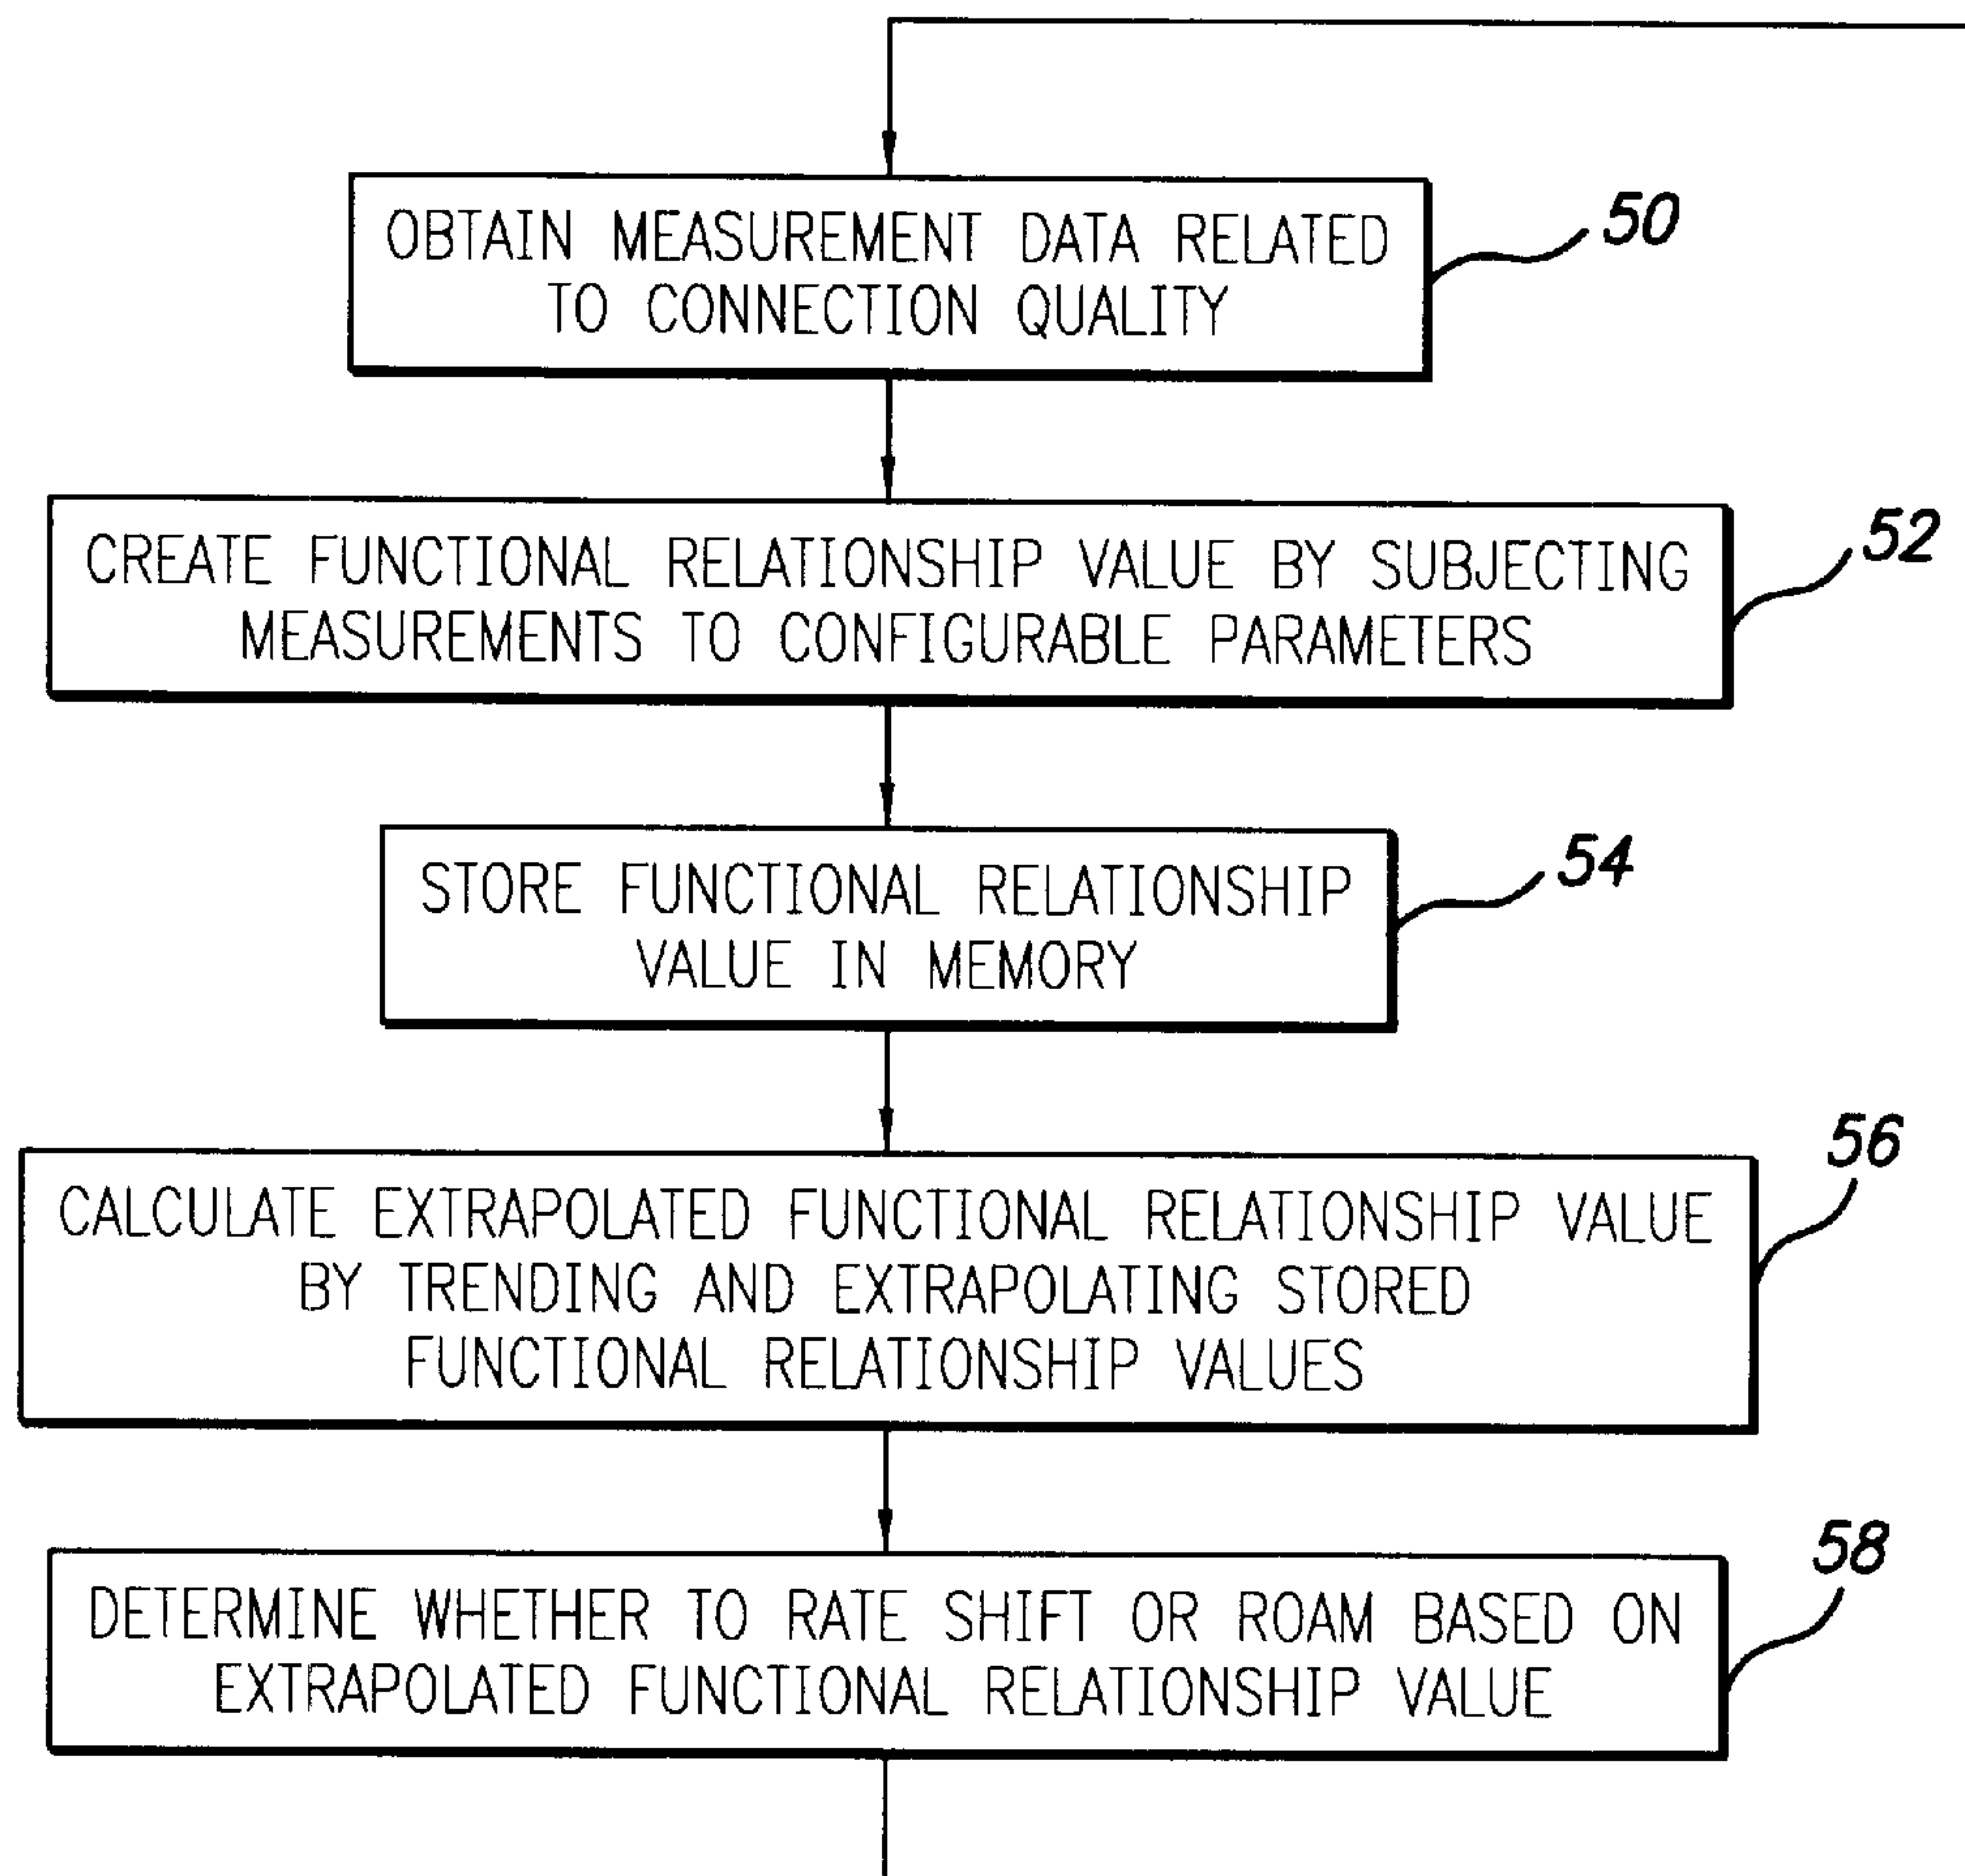 OBTAIN MEASUREMENT DATA RELATED
TO CONNECTION QUALITY
50
CREATE FUNCTIONAL RELATIONSHIP VALUE BY SUBJECTING
MEASUREMENTS TO CONFIGURABLE PARAMETERS
52
STORE FUNCTIONAL RELATIONSHIP
VALUE IN MEMORY
54
CALCULATE EXTRAPOLATED FUNCTIONAL RELATIONSHIP VALUE
BY TRENDING AND EXTRAPOLATING STORED
FUNCTIONAL RELATIONSHIP VALUES
56
DETERMINE WHETHER TO RATE SHIFT OR ROAM BASED ON
EXTRAPOLATED FUNCTIONAL RELATIONSHIP VALUE
58